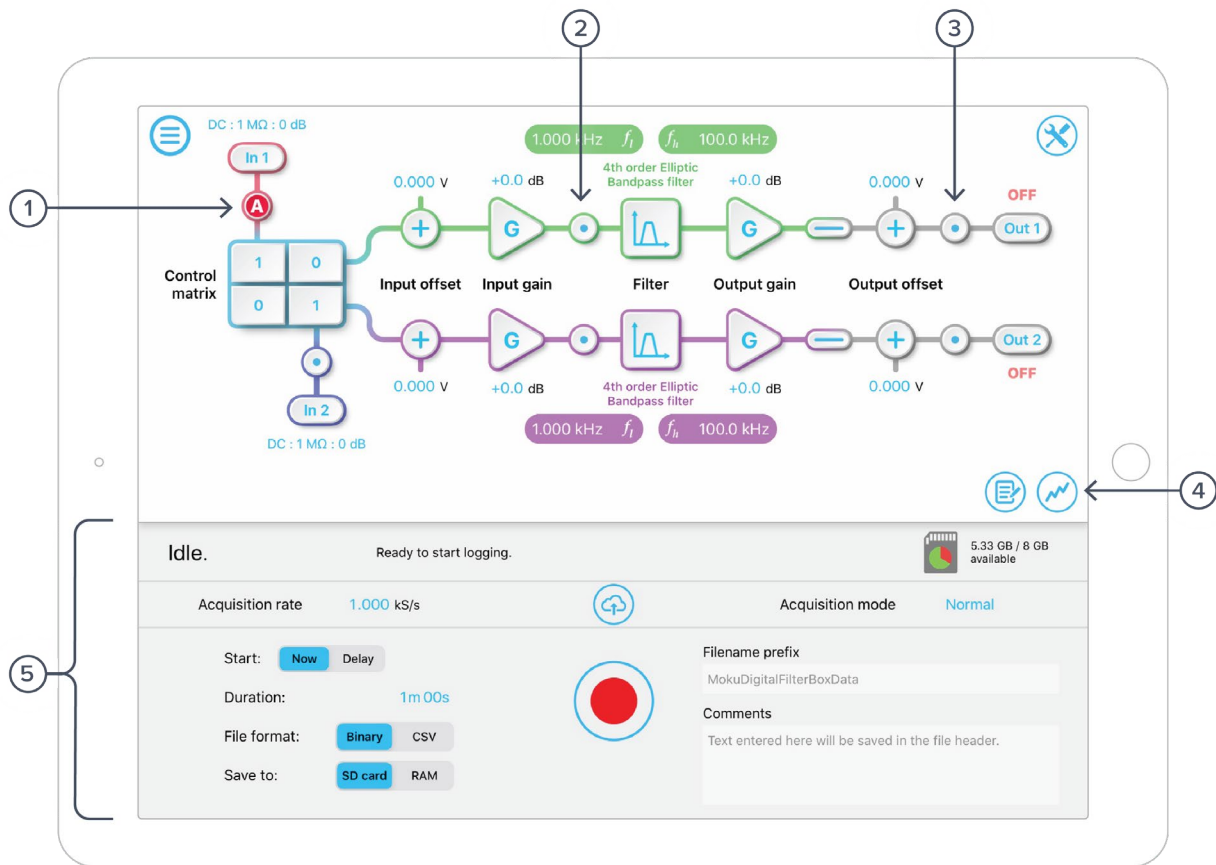 2
3
DC : 1 MΩ : 0 dB
1.000 kHz fl
fh 100.0 kHz
In 1
4th order Elliptic
Bandpass filter
0.000 V
+0.0 dB
+0.0 dB
0.000 V
OFF
1
A
G
G
Out 1
Control
matrix
1 0
0 1
Input offset
Input gain
Filter
Output gain
Output offset
G
G
Out 2
0.000 V
+0.0 dB
4th order Elliptic
Bandpass filter
+0.0 dB
0.000 V
OFF
In 2
1.000 kHz fl
fh 100.0 kHz
DC : 1 MΩ : 0 dB
4
Idle.
Ready to start logging.
5.33 GB / 8 GB
available
Acquisition rate 1.000 kS/s
Acquisition mode Normal
5
Start: Now Delay
Duration: 1m 00s
File format: Binary CSV
Save to: SD card RAM
Filename prefix
MokuDigitalFilterBoxData
Comments
Text entered here will be saved in the file header.